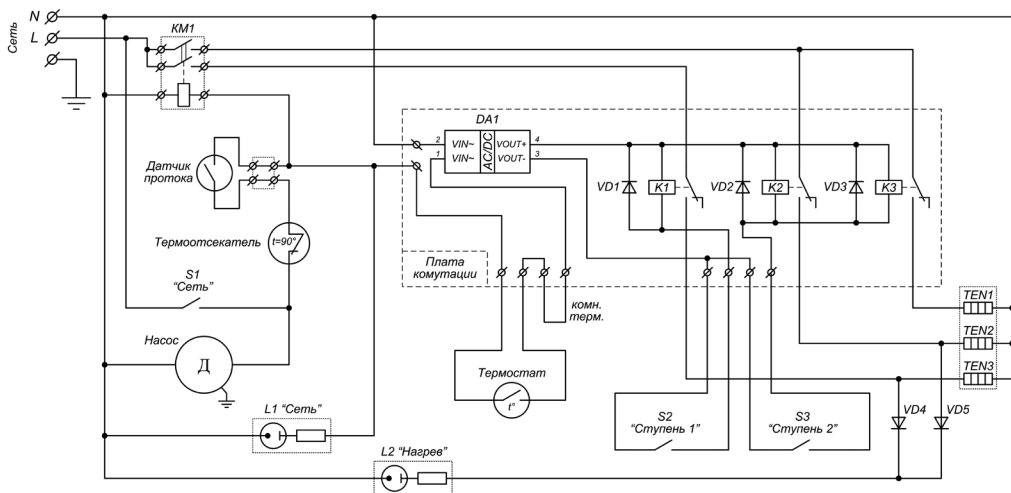 Сеть
N
L
КМ1
DA1
2
VIN~
1
VIN~
AC/DC
VOUT+
4
VOUT-
3
VD1
K1
VD2
K2
VD3
K3
Датчик
протока
Термоотсекатель
t=90°
S1
"Сеть"
Насос
Д
L1 "Сеть"
L2 "Нагрев"
Плата
комутации
комн.
терм.
Термостат
t°
S2
"Ступень 1"
S3
"Ступень 2"
TEN1
TEN2
TEN3
VD4
VD5